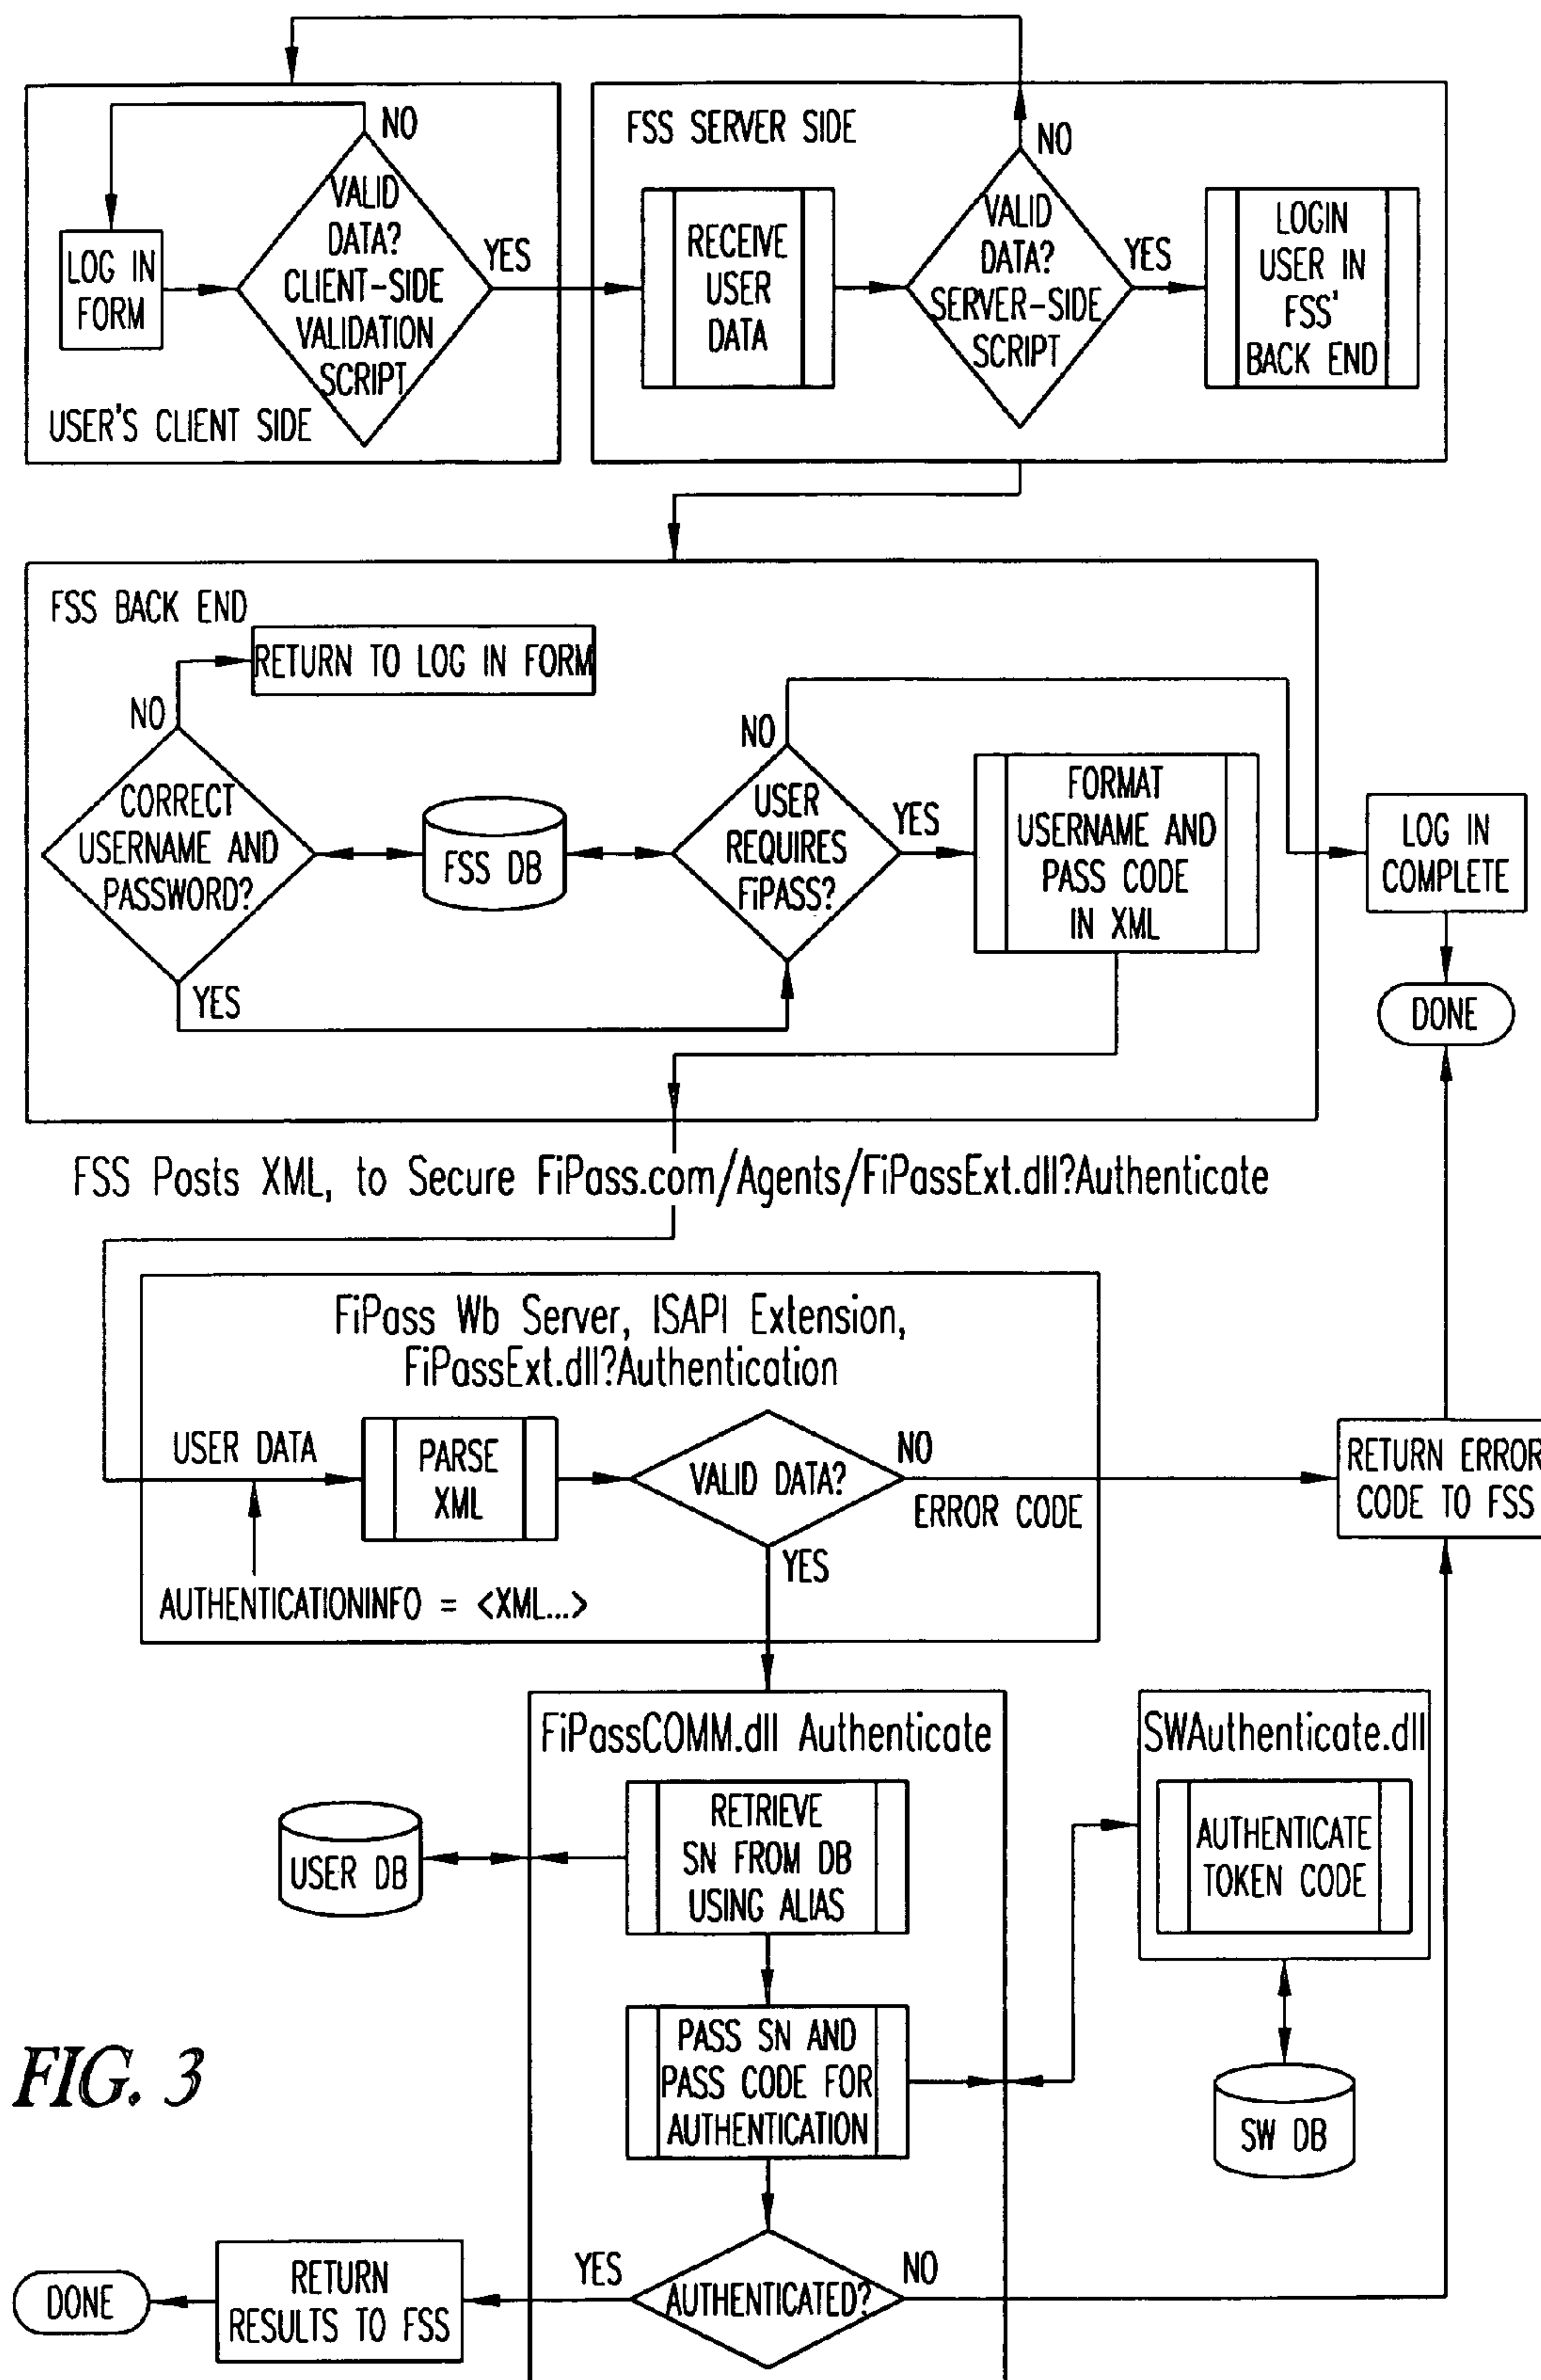 NO
VALID
DATA?
CLIENT-SIDE
VALIDATION
SCRIPT
LOG IN
FORM
YES
USER'S CLIENT SIDE
FSS SERVER SIDE
NO
RECEIVE
USER
DATA
VALID
DATA?
SERVER-SIDE
SCRIPT
YES
LOGIN
USER IN
FSS'
BACK END
FSS BACK END
RETURN TO LOG IN FORM
NO
CORRECT
USERNAME AND
PASSWORD?
YES
FSS DB
NO
USER
REQUIRES
FiPASS?
YES
FORMAT
USERNAME AND
PASS CODE
IN XML
LOG IN
COMPLETE
DONE
FSS Posts XML, to Secure FiPass.com/Agents/FiPassExt.dll?Authenticate
FiPass Wb Server, ISAPI Extension,
FiPassExt.dll?Authentication
USER DATA
PARSE
XML
VALID DATA?
NO
ERROR CODE
YES
AUTHENTICATIONINFO = <XML...>
RETURN ERROR
CODE TO FSS
FiPassCOMM.dll Authenticate
SWAuthenticate.dll
USER DB
RETRIEVE
SN FROM DB
USING ALIAS
AUTHENTICATE
TOKEN CODE
PASS SN AND
PASS CODE FOR
AUTHENTICATION
SW DB
FIG. 3
YES
AUTHENTICATED?
NO
RETURN
RESULTS TO FSS
DONE